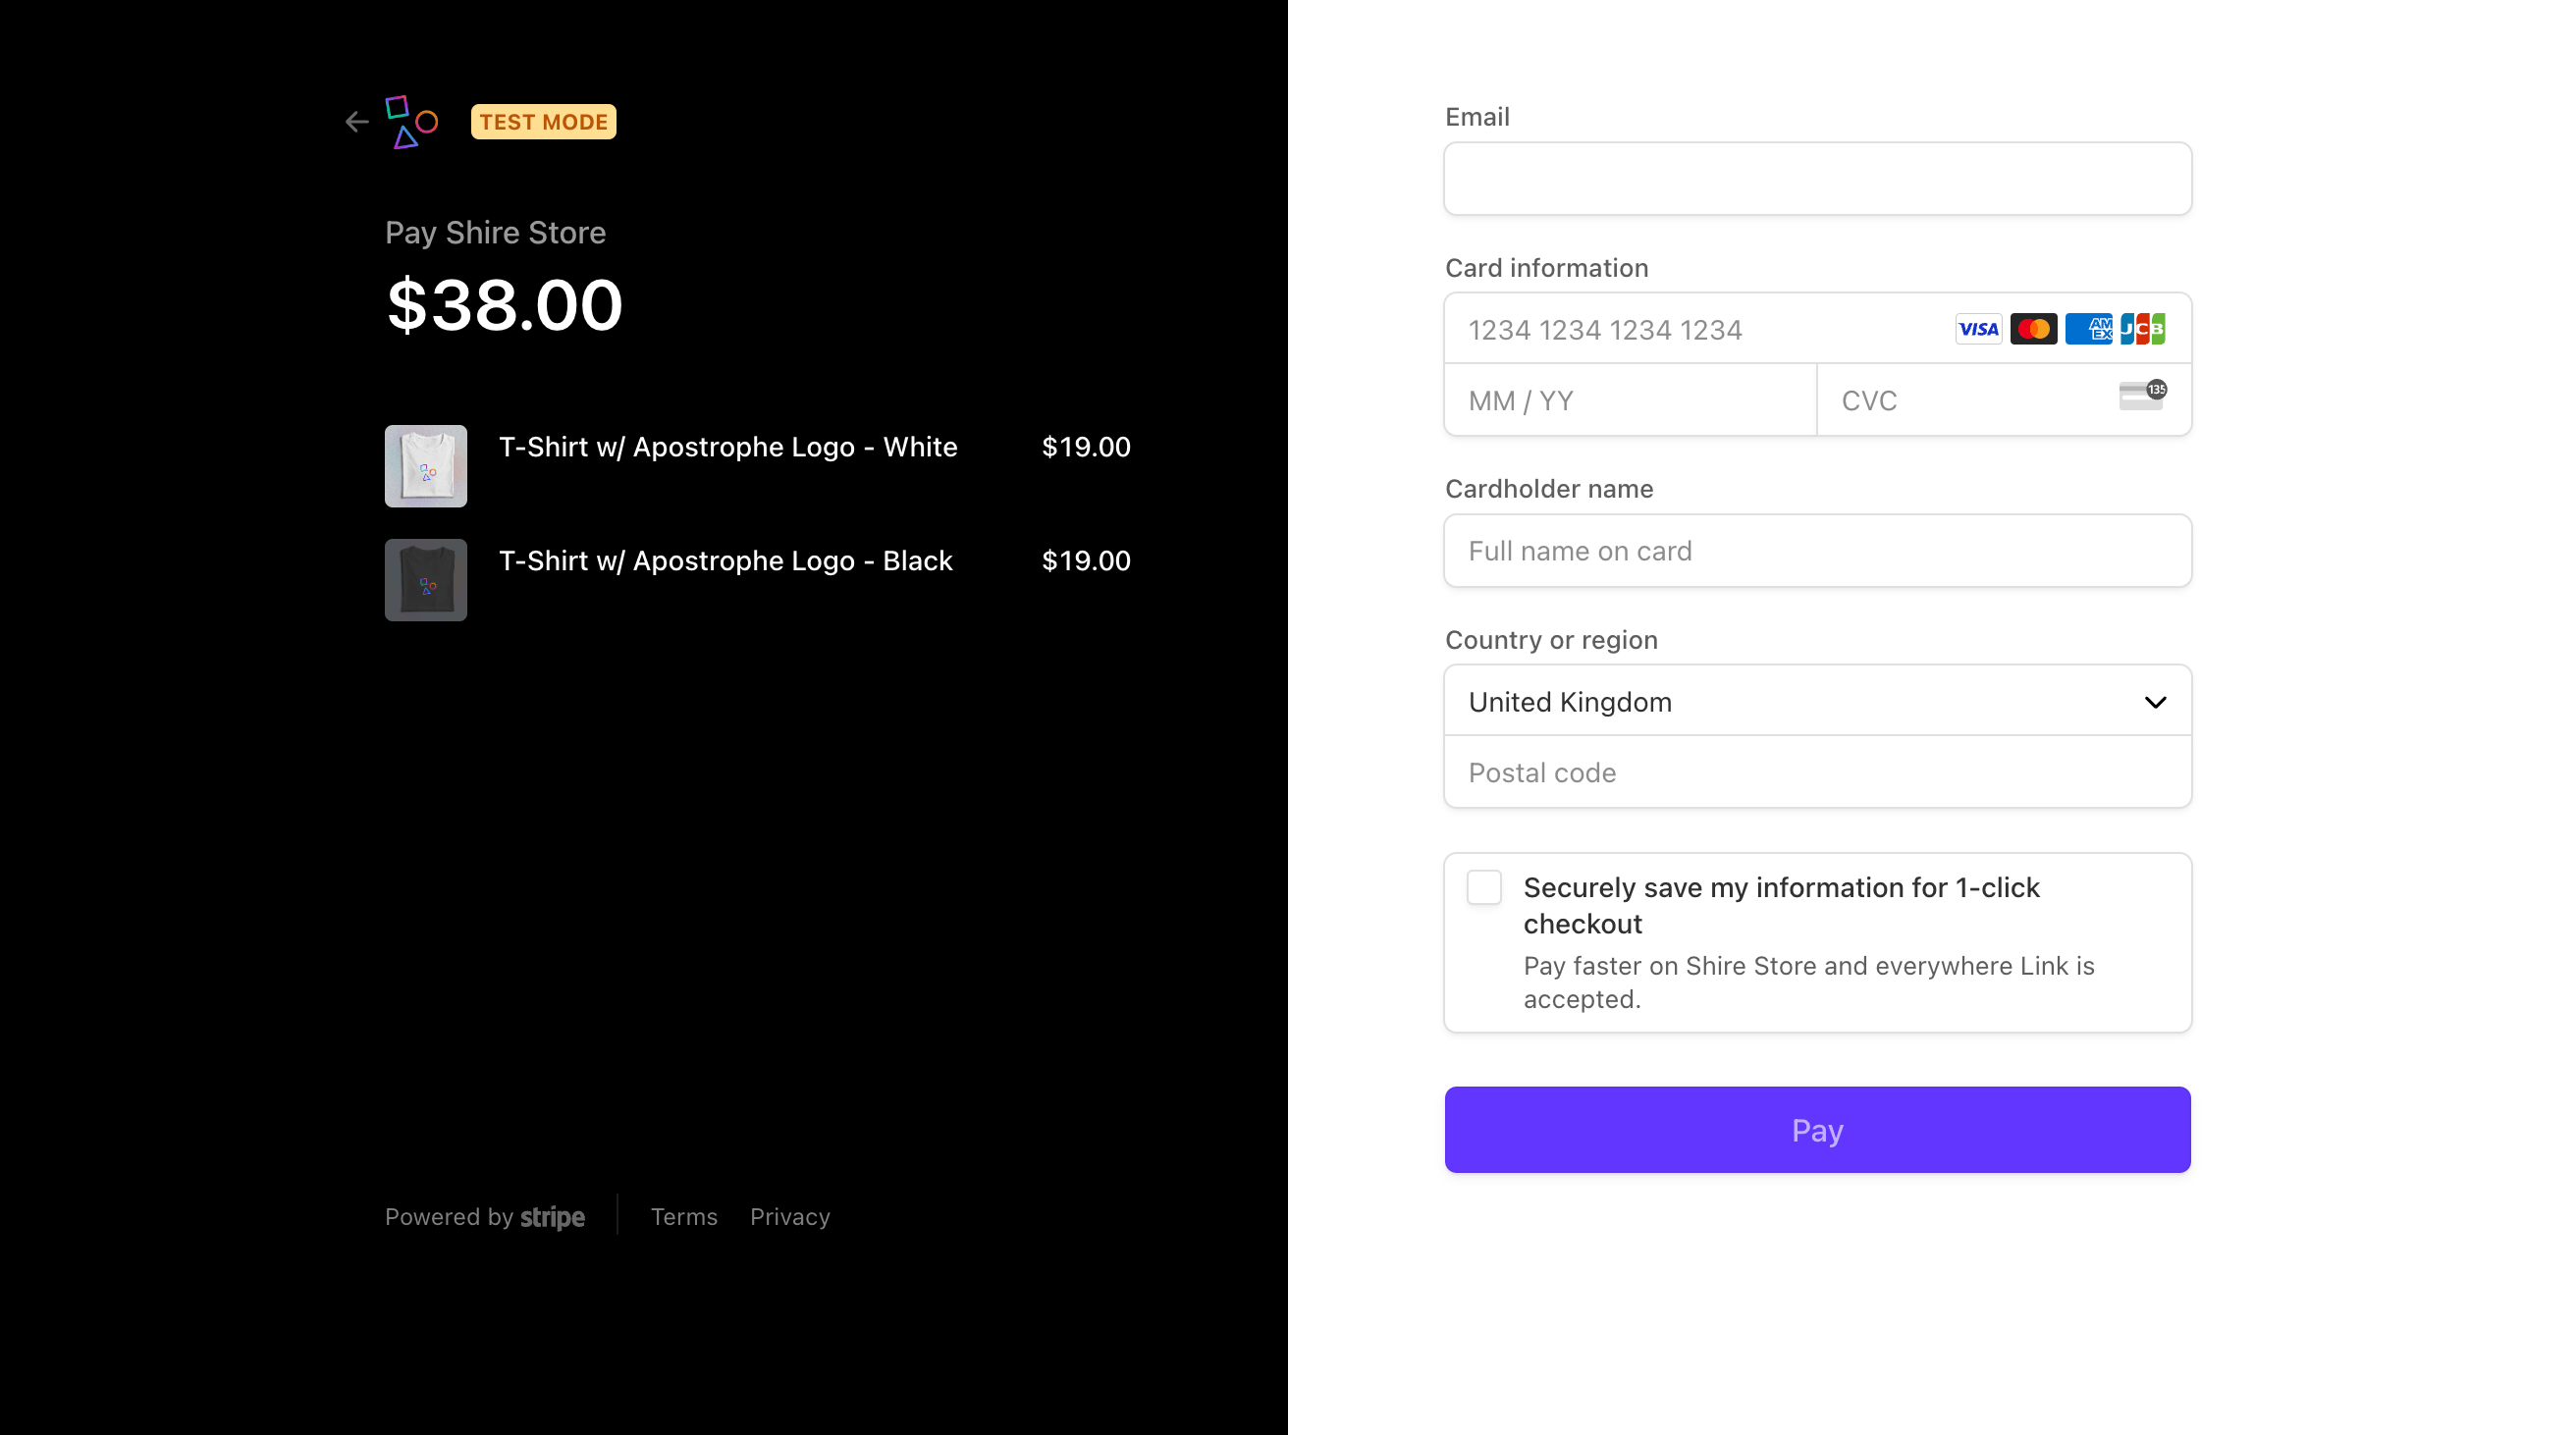 TEST MODE
Pay Shire Store
$38.00
T-Shirt w/ Apostrophe Logo - White $19.00
T-Shirt w/ Apostrophe Logo - Black $19.00
Powered by stripe
Terms Privacy
Email
Card information
1234 1234 1234 1234 VISA AMEX JCB
MM / YY CVC 135
Cardholder name
Full name on card
Country or region
United Kingdom
Postal code
Securely save my information for 1-click
checkout
Pay faster on Shire Store and everywhere Link is
accepted.
Pay